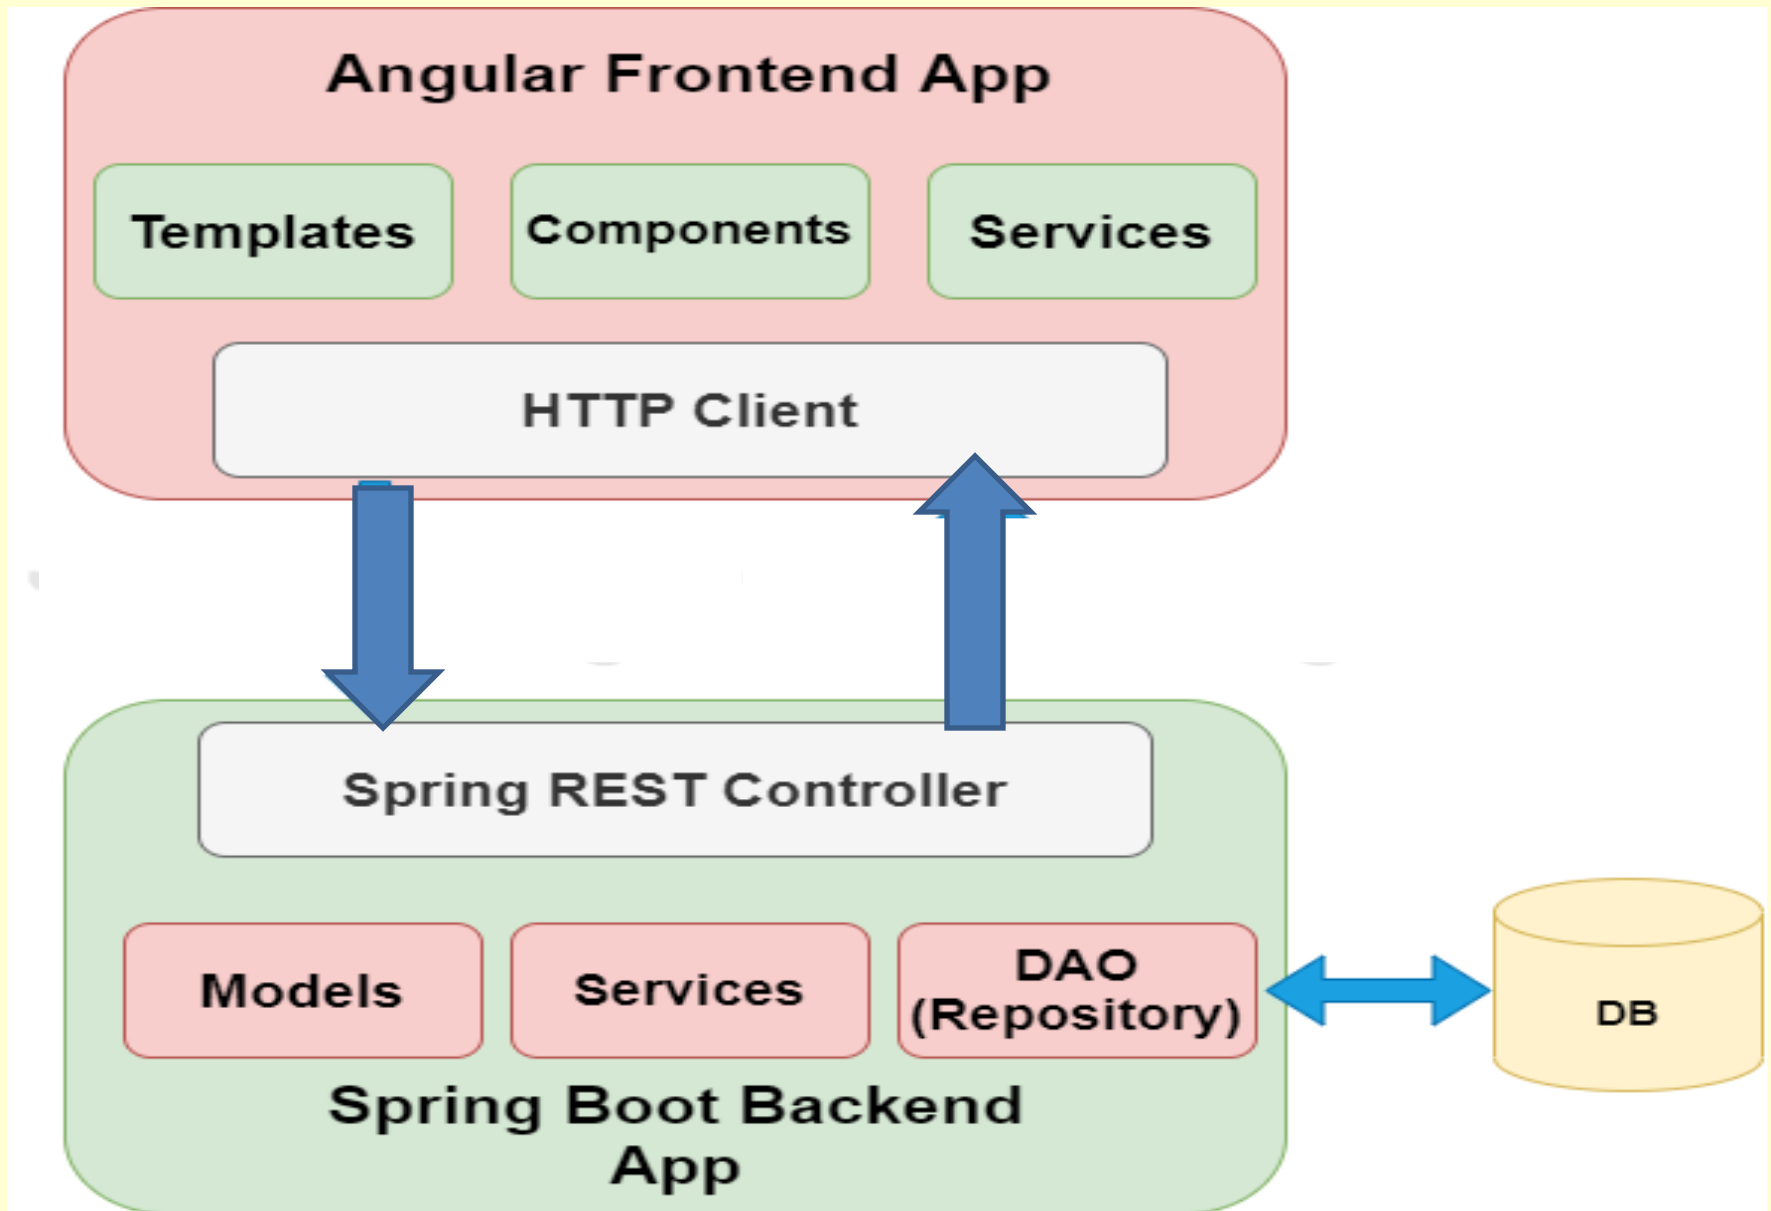 Angular Frontend App
Templates
Components
Services
HTTP Client
Spring REST Controller
Models
Services
DAO
(Repository)
DB
Spring Boot Backend
App